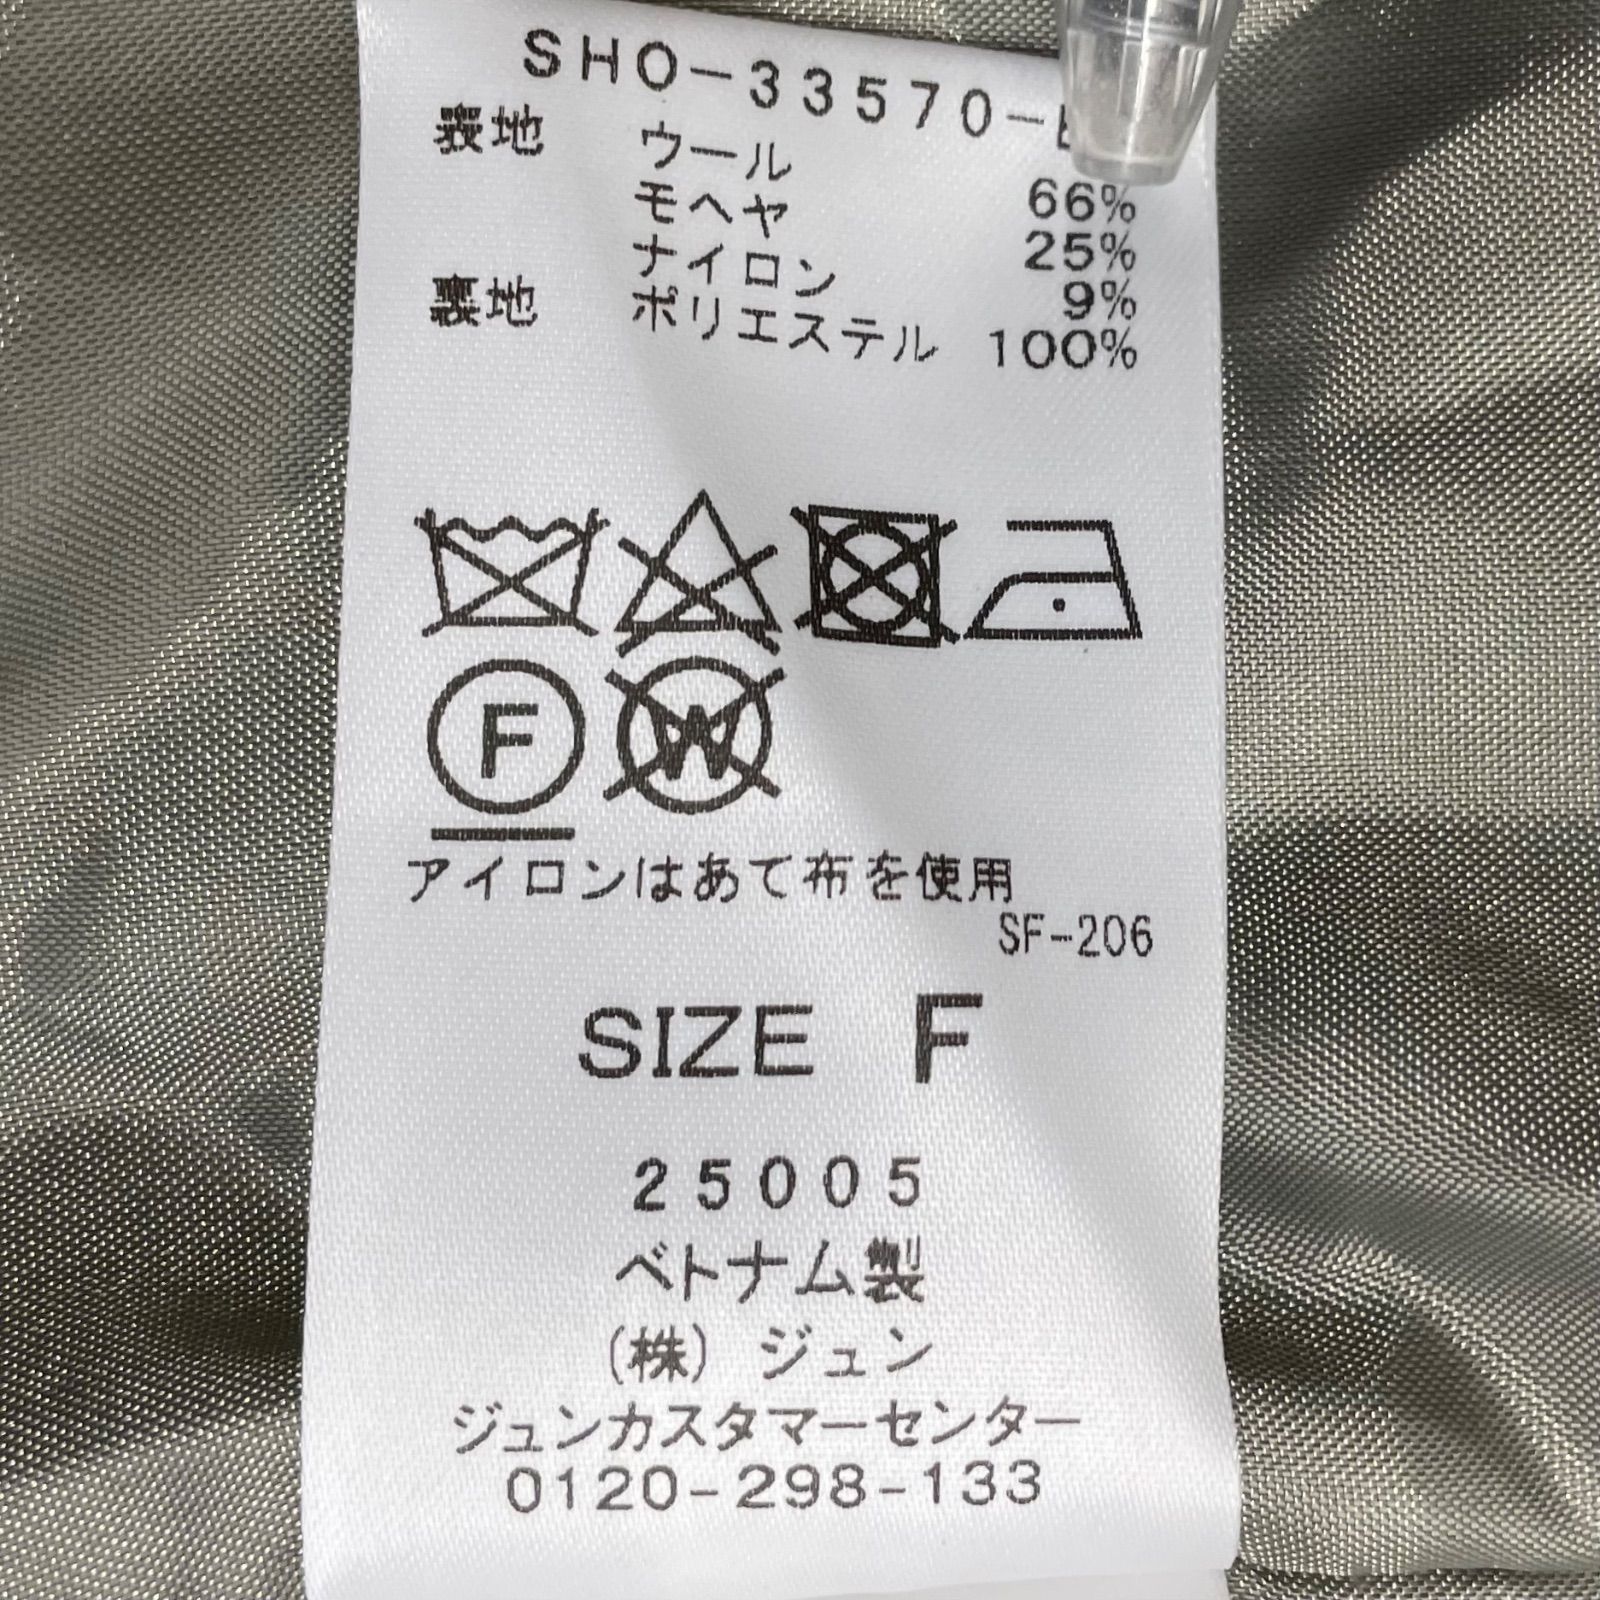 SHO-33570-
表地 ウール 66%
モヘヤ 25%
ナイロン 9%
裏地 ポリエステル 100%
F W
アイロンはあて布を使用
SF-206
SIZE F
25005
ベトナム製
(株) ジュン
ジュンカスタマーセンター
0120-298-133